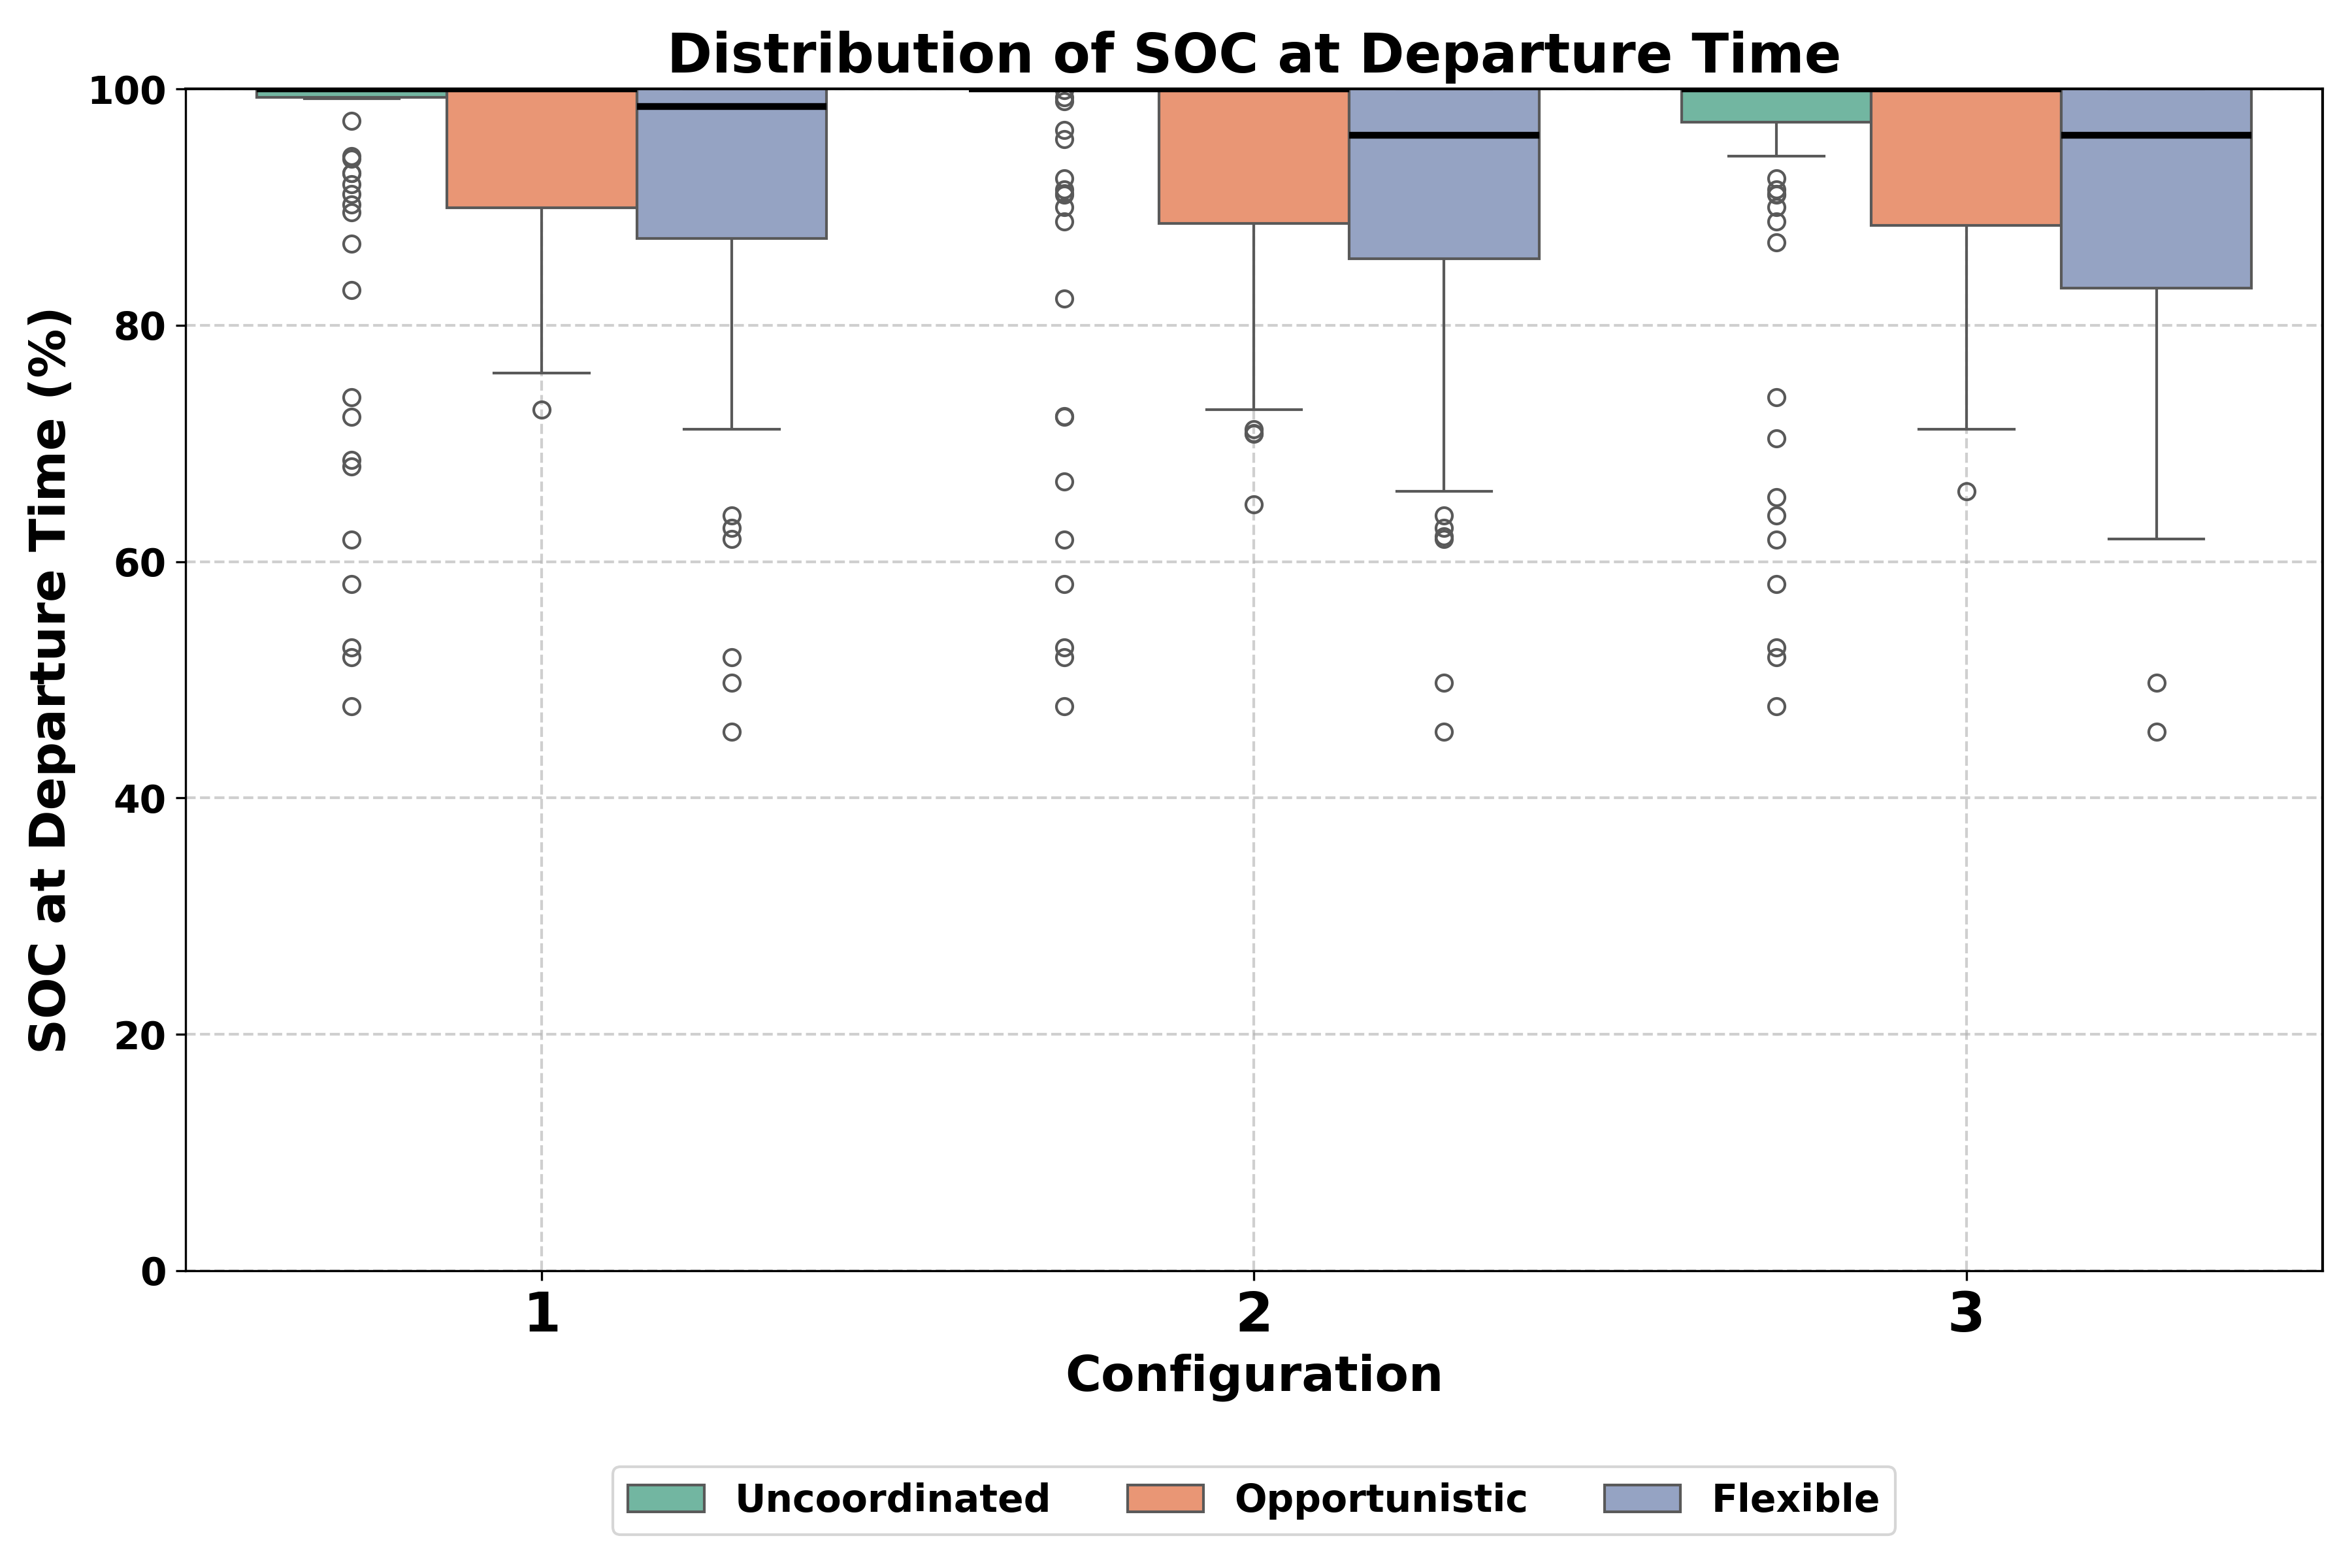 Distribution of SOC at Departure Time
SOC at Departure Time (%)
100
80
60
40
20
0
1 2 3
Configuration
Uncoordinated Opportunistic Flexible